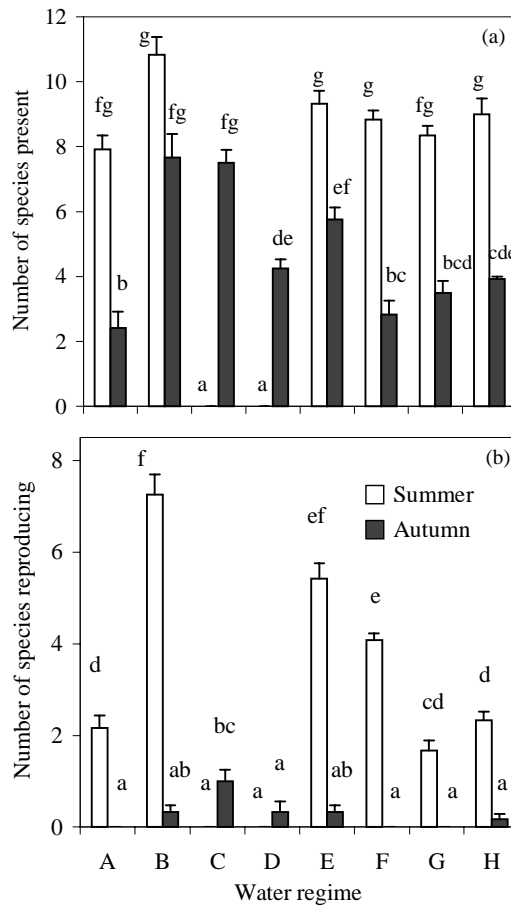 12
(a)
g
10
fg
fg
fg
g
g
fg
g
8
6
ef
de
4
b
bc
bcd
cde
2
a
a
0
Number of species present
8
(b)
f
Summer
Autumn
6
ef
e
4
d
cd
d
2
bc
a
ab
a
a
a
ab
a
a
a
0
Number of species reproducing
A B C D E F G H
Water regime